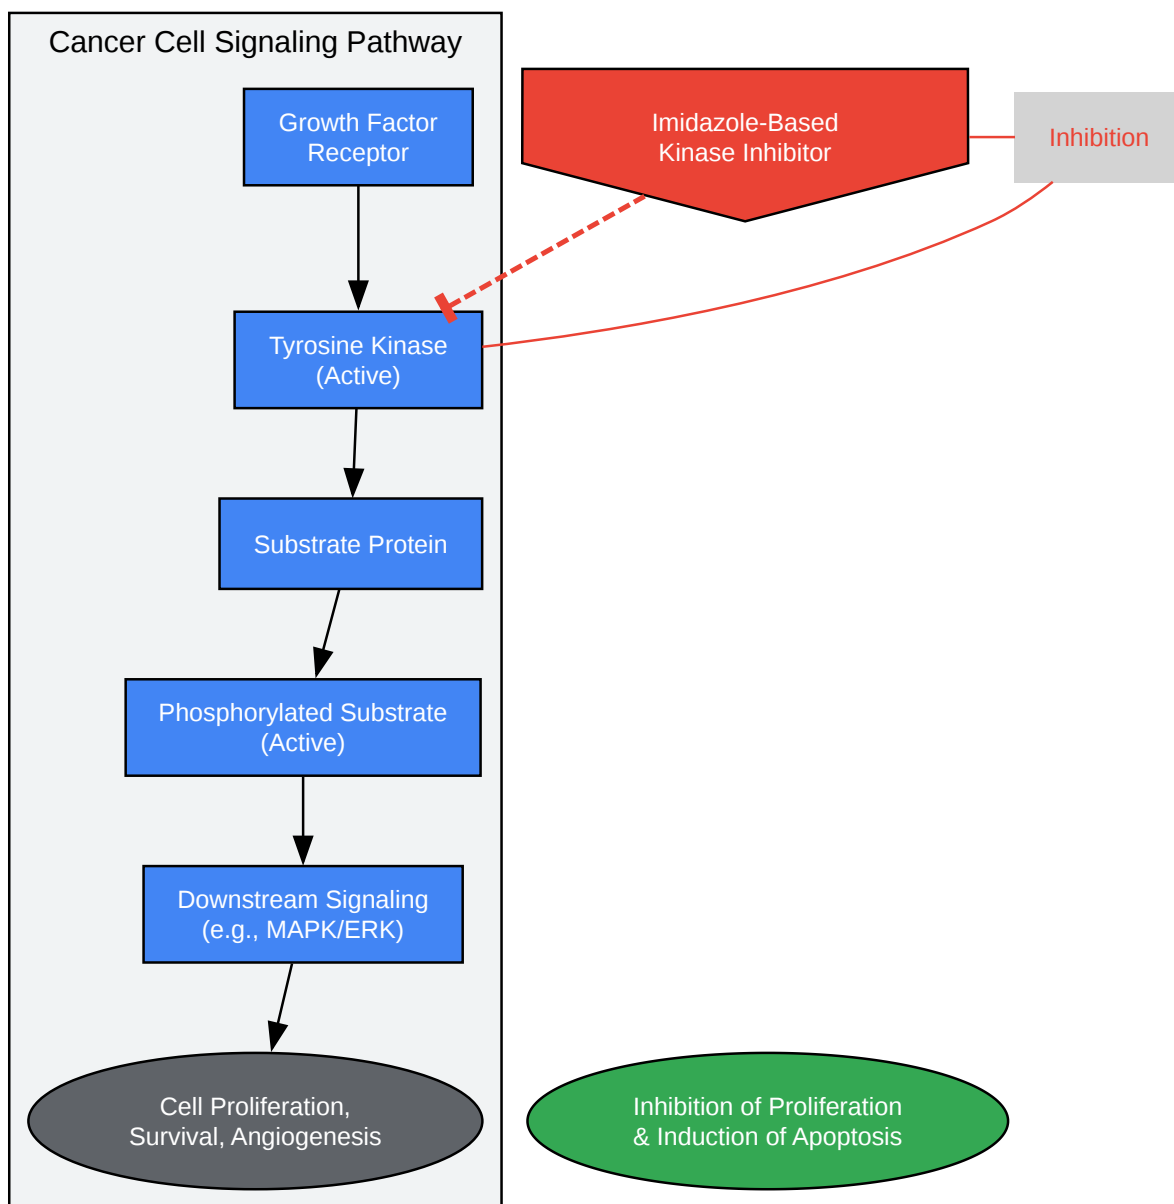 Cancer Cell Signaling Pathway
Growth Factor
Receptor
Imidazole-Based
Kinase Inhibitor
Inhibition
Tyrosine Kinase
(Active)
Substrate Protein
Phosphorylated Substrate
(Active)
Downstream Signaling
(e.g., MAPK/ERK)
Cell Proliferation,
Survival, Angiogenesis
Inhibition of Proliferation
& Induction of Apoptosis